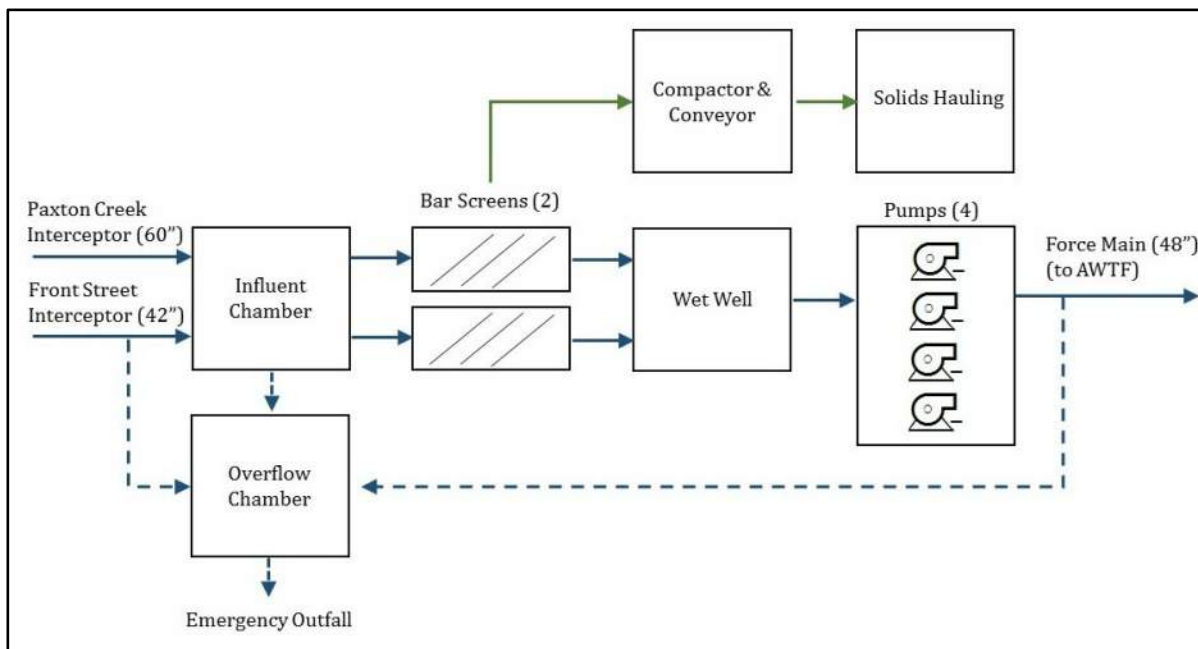 Compactor &
Conveyor
Solids Hauling
Bar Screens (2)
Pumps (4)
Paxton Creek
Interceptor (60”)
Front Street
Interceptor (42”)
Influent
Chamber
Wet Well
Force Main (48”)
(to AWTF)
Overflow
Chamber
Emergency Outfall